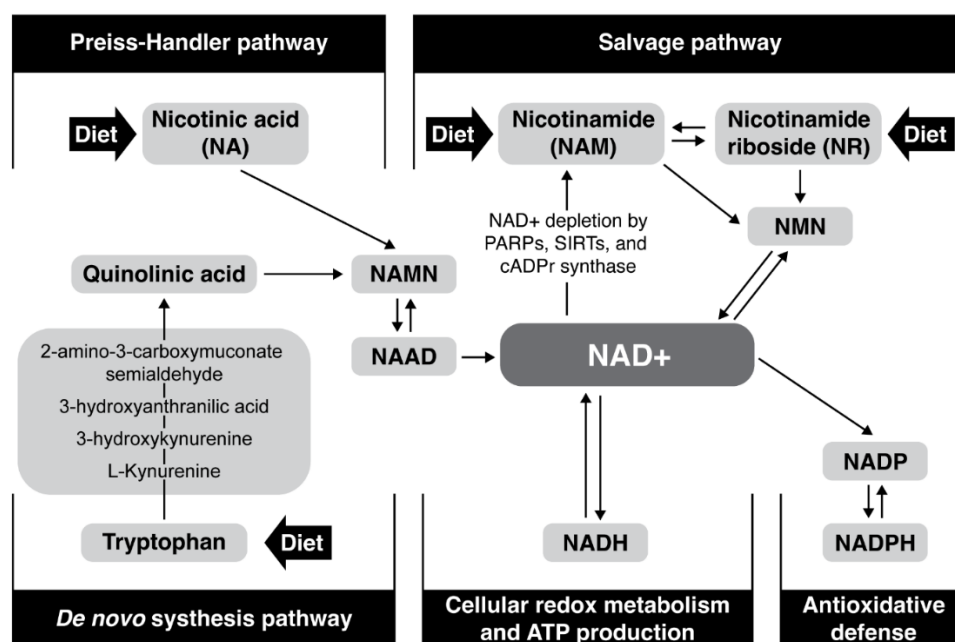 Preiss-Handler pathway
Salvage pathway
Diet
Nicotinic acid
(NA)
Diet
Nicotinamide
(NAM)
Nicotinamide
riboside (NR)
Diet
NAD+ depletion by
PARPs, SIRTs, and
cADPr synthase
NMN
Quinolinic acid
NAMN
NAAD
NAD+
2-amino-3-carboxymuconate
semialdehyde
3-hydroxyanthranilic acid
3-hydroxykynurenine
L-Kynurenine
NADP
Tryptophan
Diet
NADH
NADPH
De novo systhesis pathway
Cellular redox metabolism
and ATP production
Antioxidative
defense